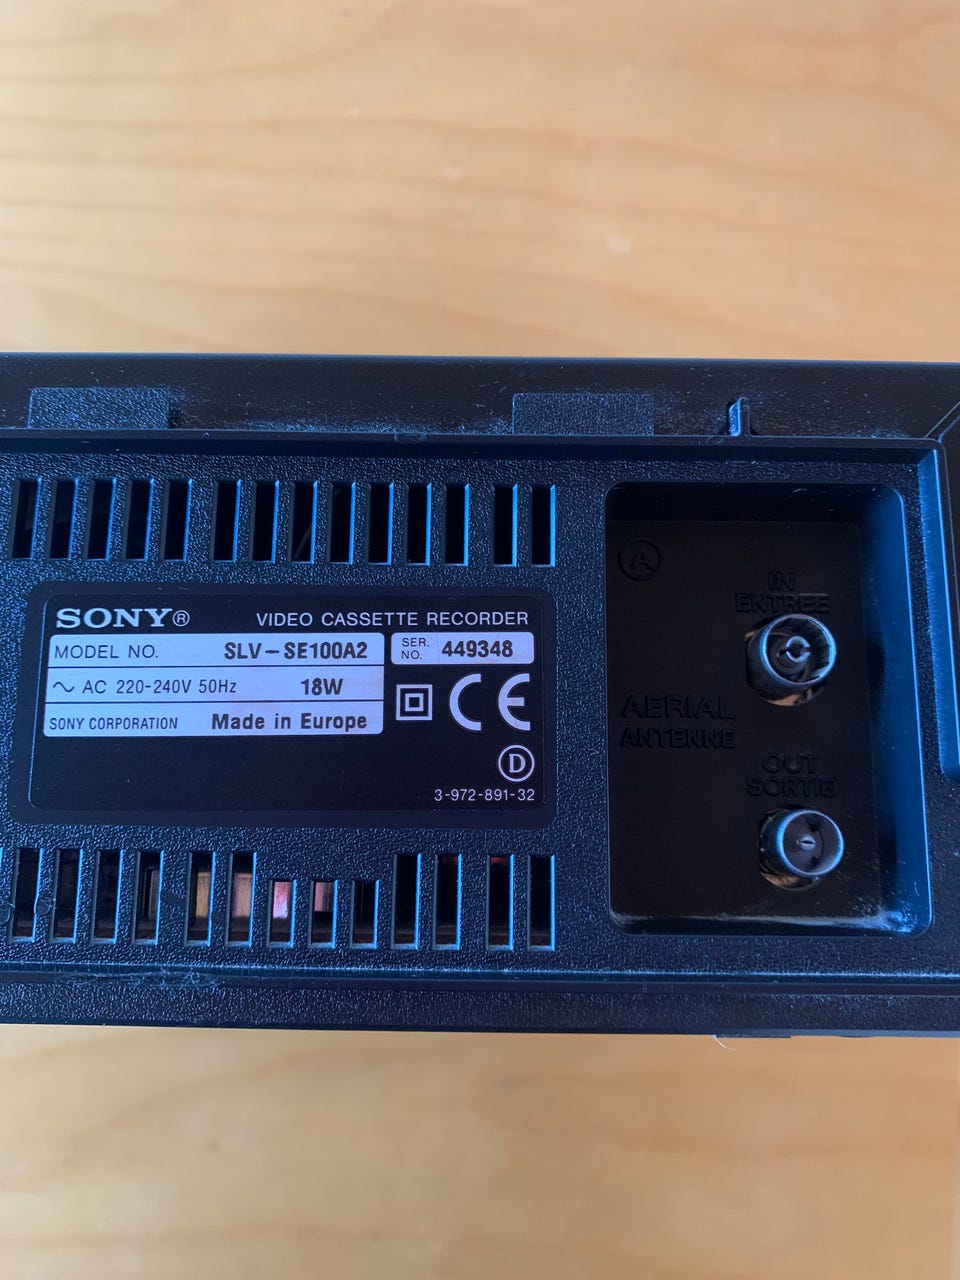 SONY®
VIDEO CASSETTE RECORDER
MODEL NO. SLV-SE100A2
SER. NO. 449348
~ AC 220-240V 50Hz 18W
SONY CORPORATION Made in Europe
CE
D
3-972-891-32
A
IN
ENTREE
AERIAL
ANTENNE
OUT
SORTIE